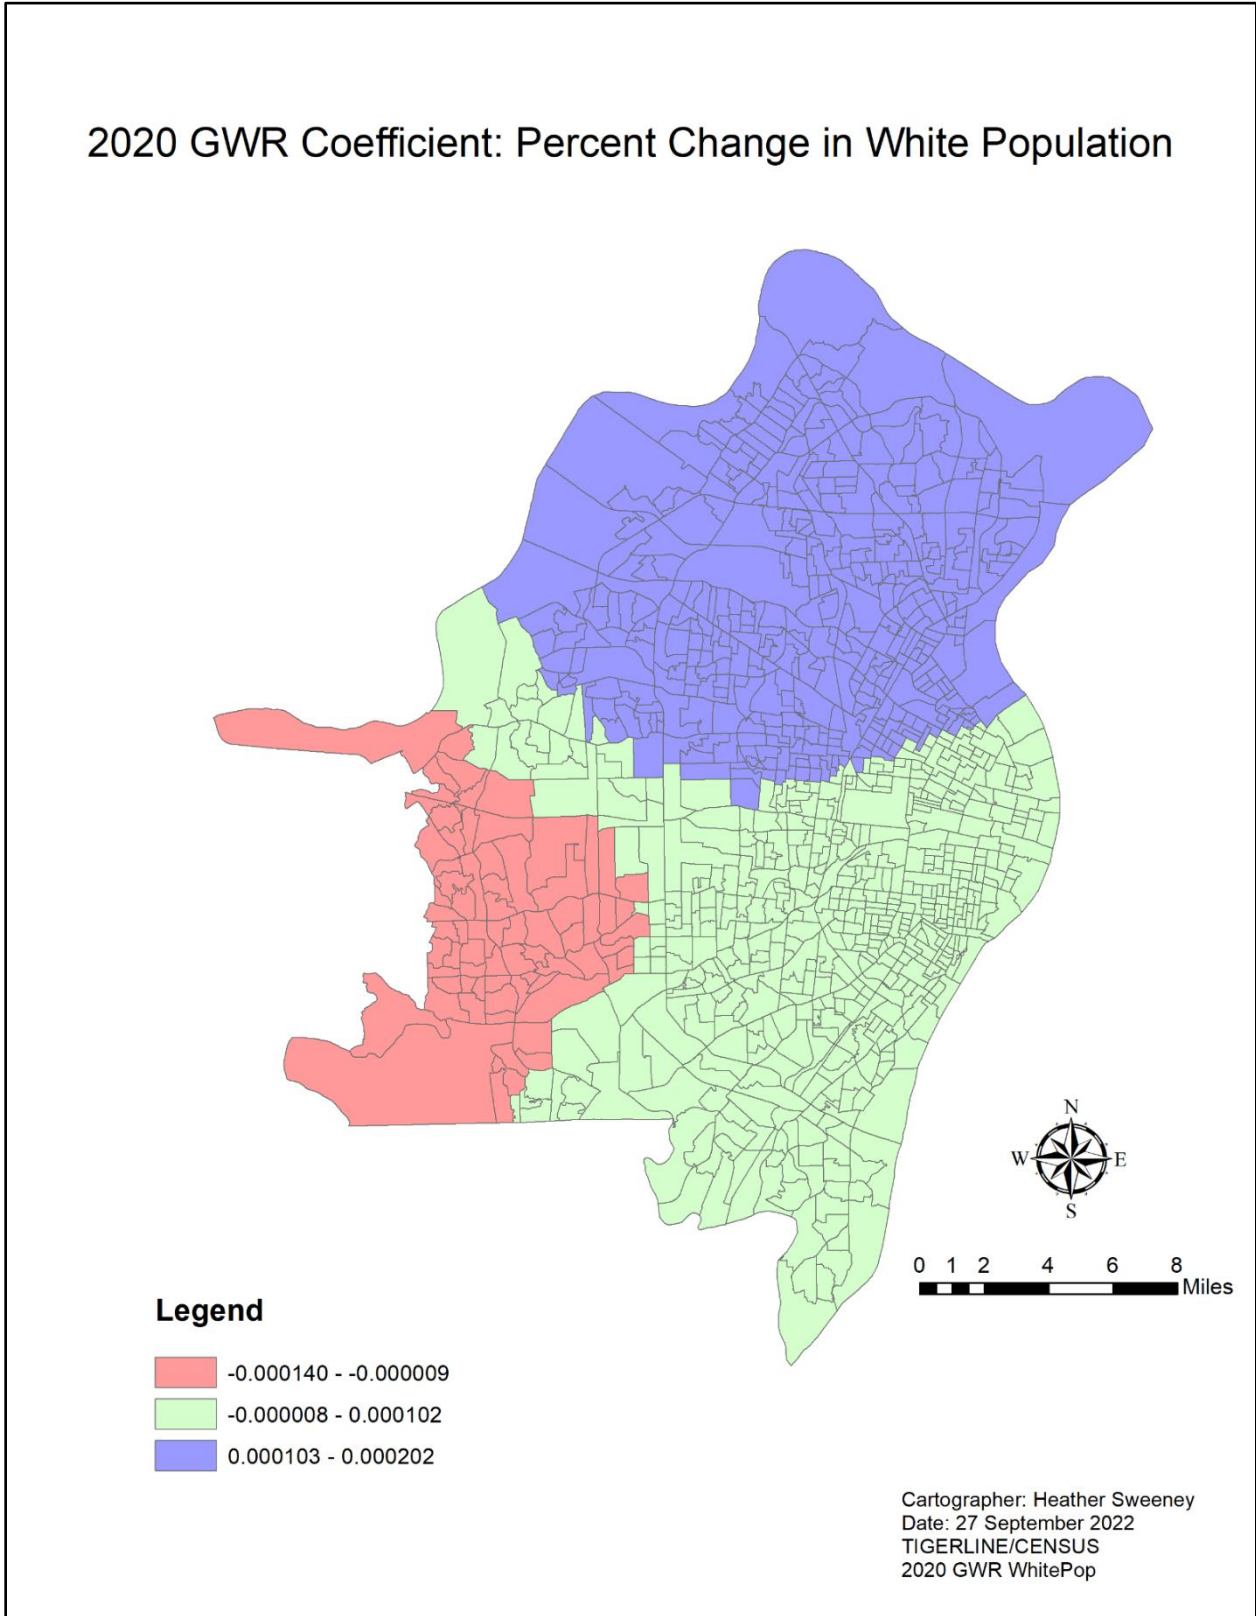 2020 GWR Coefficient: Percent Change in White Population
N
W E
S
0 1 2 4 6 8
Miles
Legend
-0.000140 - -0.000009
-0.000008 - 0.000102
0.000103 - 0.000202
Cartographer: Heather Sweeney
Date: 27 September 2022
TIGERLINE/CENSUS
2020 GWR WhitePop